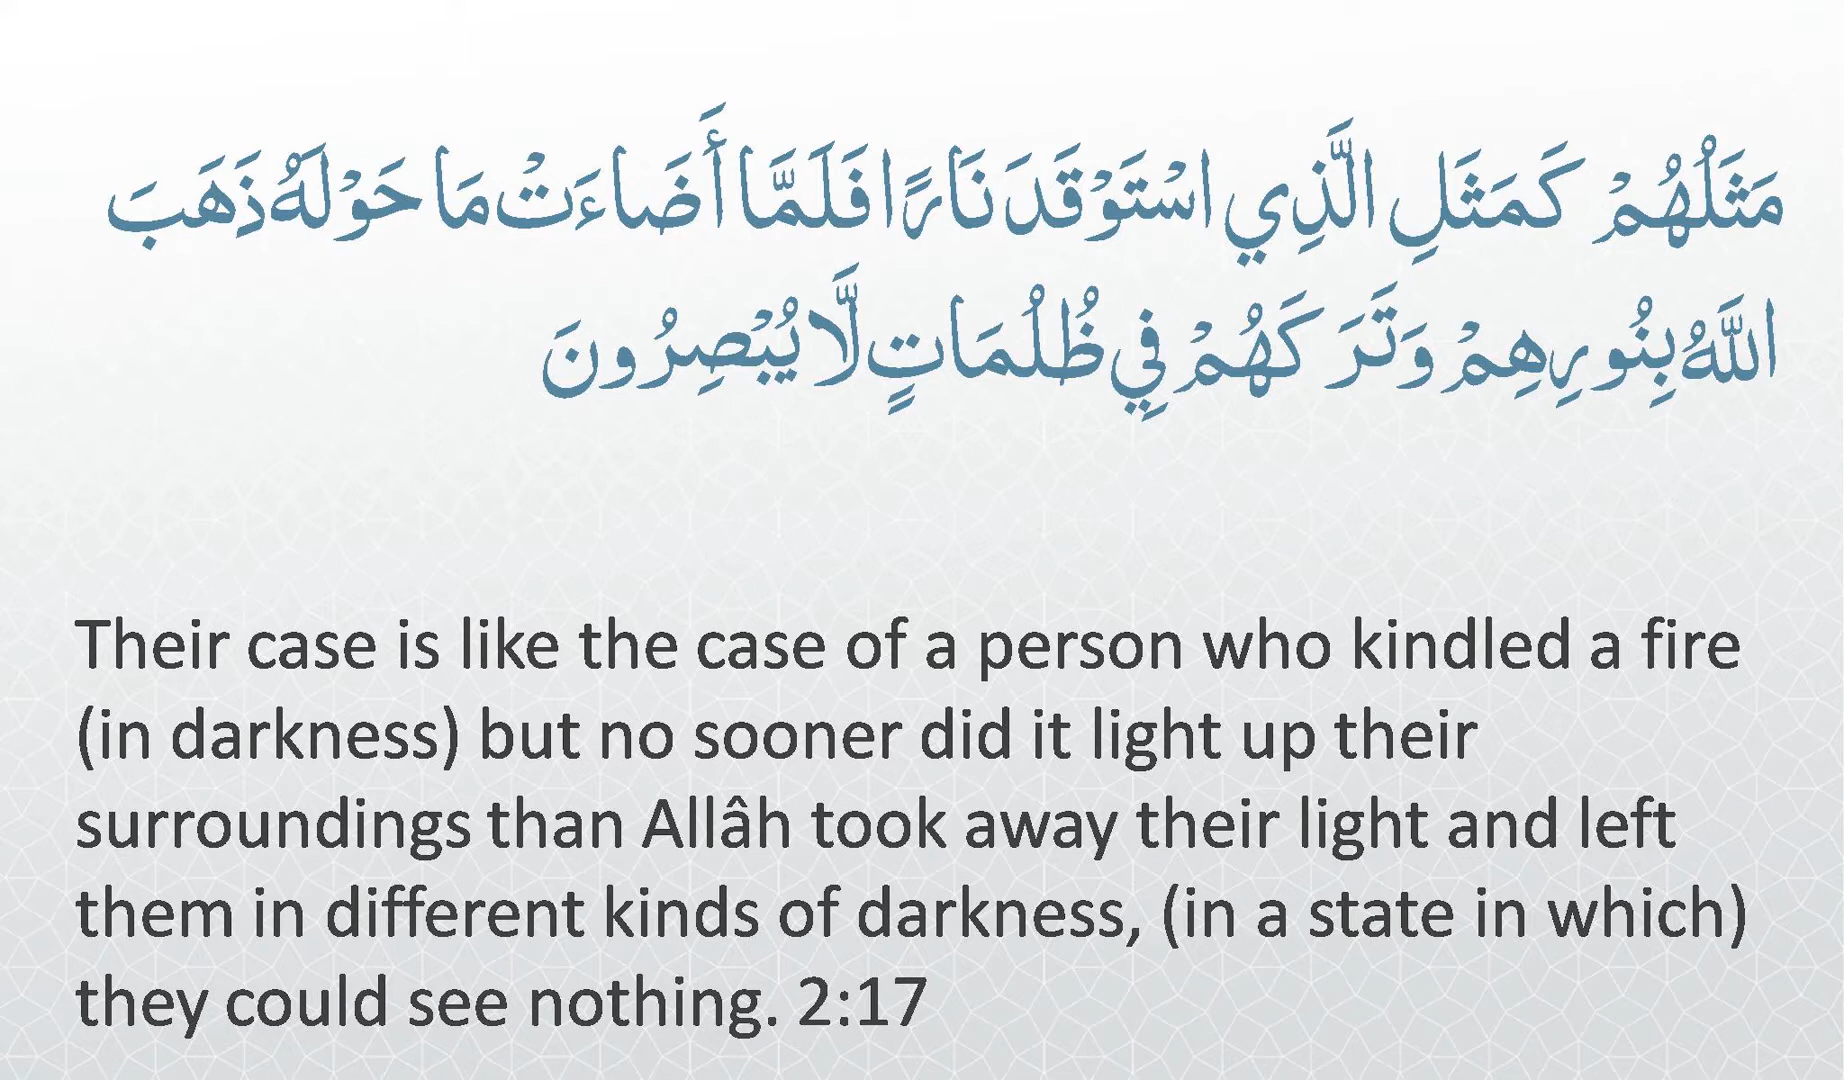 مَثَلُهُمْ كَمَثَلِ الَّذِي اسْتَوْقَدَ نَارًا فَلَمَّا أَضَاءَتْ مَا حَوْلَهُ ذَهَبَ
اللَّهُ بِنُورِهِمْ وَتَرَكَهُمْ فِي ظُلُمَاتٍ لَّا يُبْصِرُونَ
Their case is like the case of a person who kindled a fire
(in darkness) but no sooner did it light up their
surroundings than Allâh took away their light and left
them in different kinds of darkness, (in a state in which)
they could see nothing. 2:17